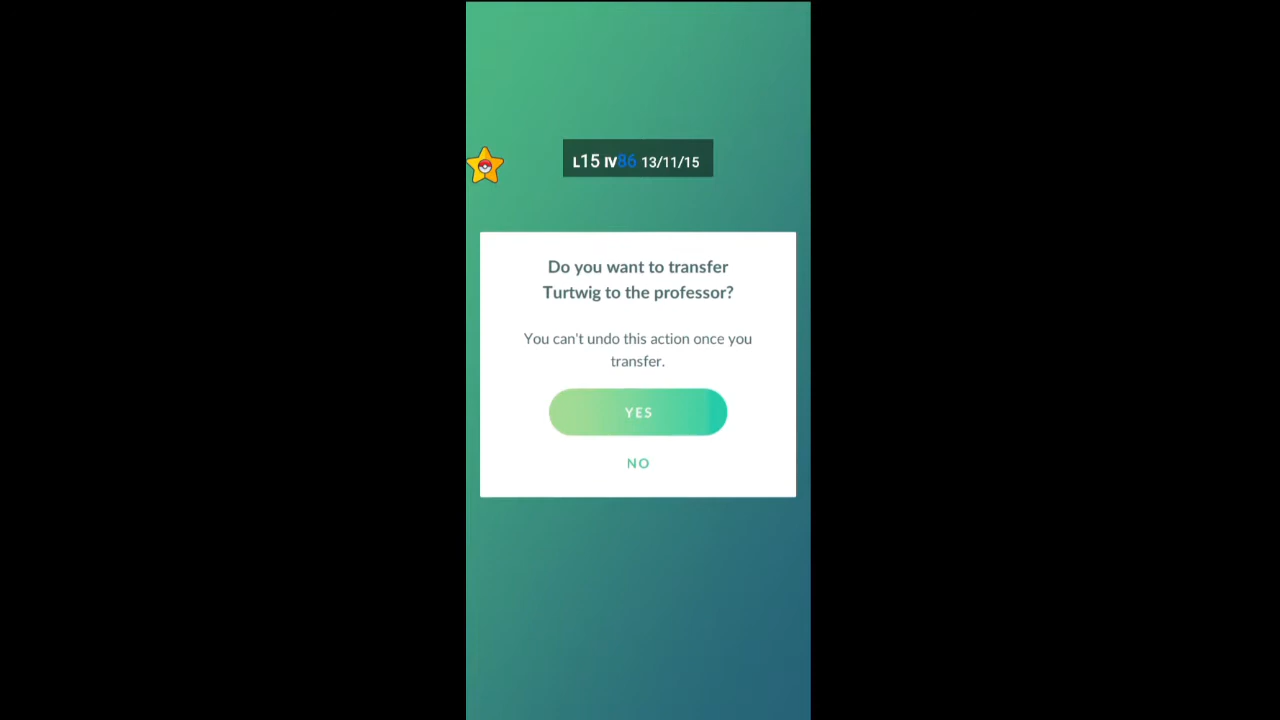 L15 IV86 13/11/15
Do you want to transfer
Turtwig to the professor?
You can't undo this action once you
transfer.
YES
NO